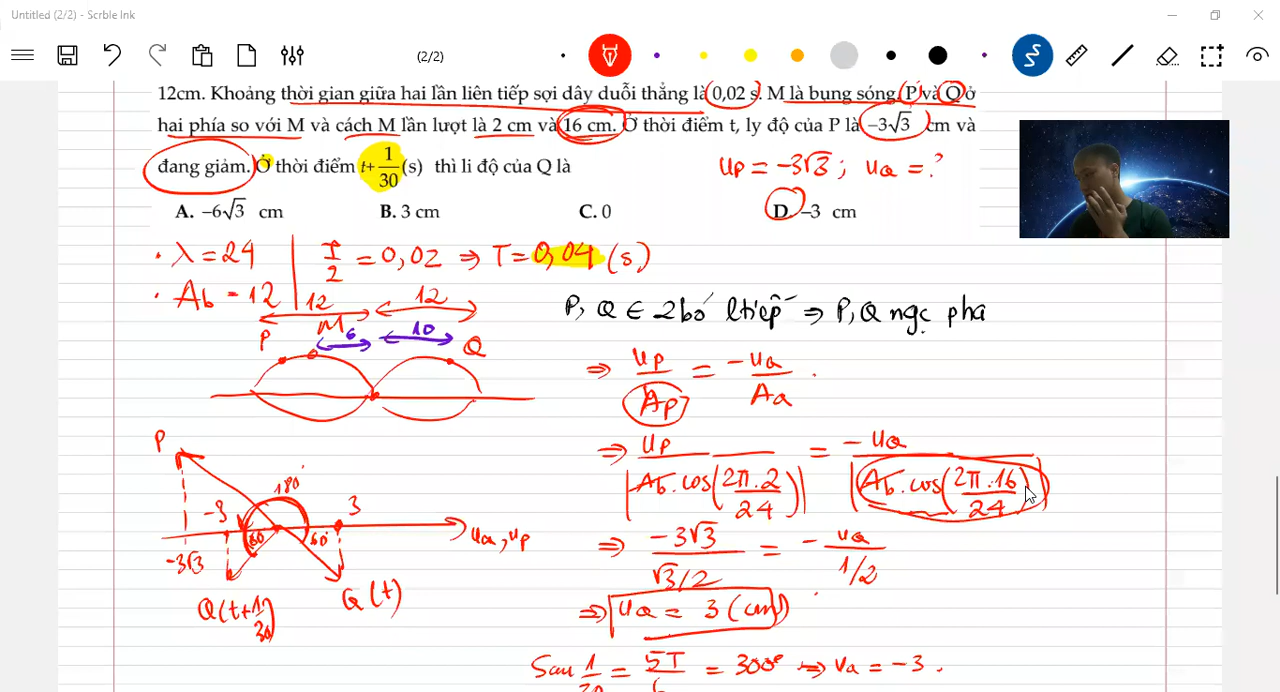 Untitled (2/2) - Scrble Ink
(2/2)
12cm. Khoảng thời gian giữa hai lần liên tiếp sợi dây duỗi thẳng là 0,02 s. M là bụng sóng, P và Q ở
hai phía so với M và cách M lần lượt là 2 cm và 16 cm. Ở thời điểm t, ly độ của P là −3√3 cm và
đang giảm. Ở thời điểm t+ 1/30 (s) thì li độ của Q là
uP = −3√3 ; uQ = ?
A. −6√3 cm B. 3 cm C. 0 D. −3 cm
· λ = 24
T/2 = 0,02 ⇒ T = 0,04 (s)
· Ab = 12
12 12
P M 6 10 Q
P, Q ∈ 2 bó ltiếp ⇒ P, Q ngc pha
⇒ uP/AP = −uQ/AQ .
⇒ uP/|Ab.cos(2π.2/24)| = −uQ/|Ab.cos(2π.16/24)|
⇒ −3√3/(√3/2) = − uQ/(1/2)
⇒ uQ = 3 (cm)
P
180°
−3 3
60° 60°
uQ, uP
−3√3
Q(t+1/30)
Q(t)
Sau 1/30 = 5T/6 = 300° ⇒ = −3 .